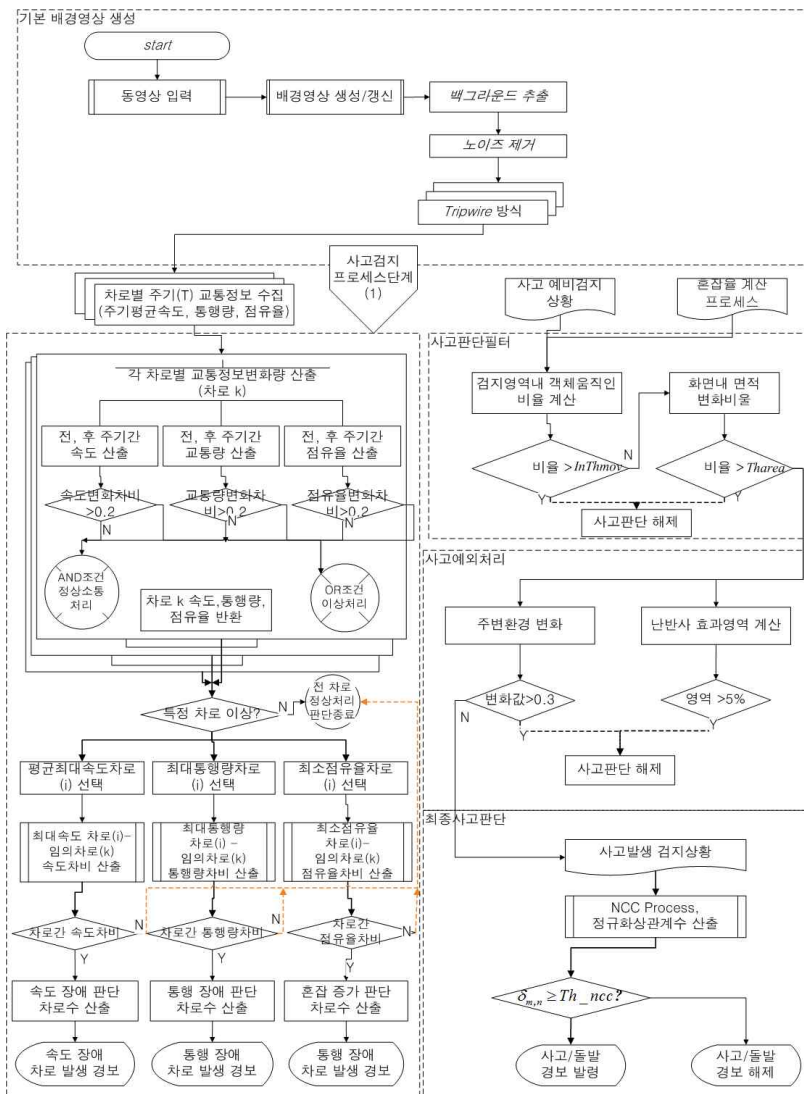 기본 배경영상 생성
start
동영상 입력
배경영상 생성/갱신
백그라운드 추출
노이즈 제거
Tripwire 방식
사고검지
프로세스단계
(1)
차로별 주기(T) 교통정보 수집
(주기평균속도, 통행량, 점유율)
각 차로별 교통정보변화량 산출
(차로 k)
전, 후 주기간
속도 산출
전, 후 주기간
교통량 산출
전, 후 주기간
점유율 산출
속도변화차비
>0.2
교통량변화차
비>0.2
점유율변화차
비>0.2
N
N
N
AND조건
정상소통
처리
OR조건
이상처리
차로 k 속도,통행량,
점유율 반환
특정 차로 이상?
N
전 차로
정상처리
판단종료
평균최대속도차로
(i) 선택
최대통행량차로
(i) 선택
최소점유율차로
(i) 선택
최대속도 차로(i)-
임의차로(k)
속도차비 산출
최대통행량
차로(i) -
임의차로(k)
통행량차비 산출
최소점유율
차로(i)-
임의차로(k)
점유율차비 산출
차로간 속도차비
N
차로간 통행량차비
N
차로간
점유율차비
N
Y
Y
Y
속도 장애 판단
차로수 산출
통행 장애 판단
차로수 산출
혼잡 증가 판단
차로수 산출
속도 장애
차로 발생 경보
통행 장애
차로 발생 경보
통행 장애
차로 발생 경보
사고 예비검지
상황
혼잡율 계산
프로세스
사고판단필터
검지영역내 객체움직인
비율 계산
화면내 면적
변화비울
비율 >InThmov
N
비율 >Tharea
Y
Y
사고판단 해제
사고예외처리
주변환경 변화
난반사 효과영역 계산
변화값>0.3
영역 >5%
N
Y
Y
사고판단 해제
최종사고판단
사고발생 검지상황
NCC Process,
정규화상관계수 산출
δm,n ≥ Th_ncc?
사고/돌발
경보 발령
사고/돌발
경보 해제